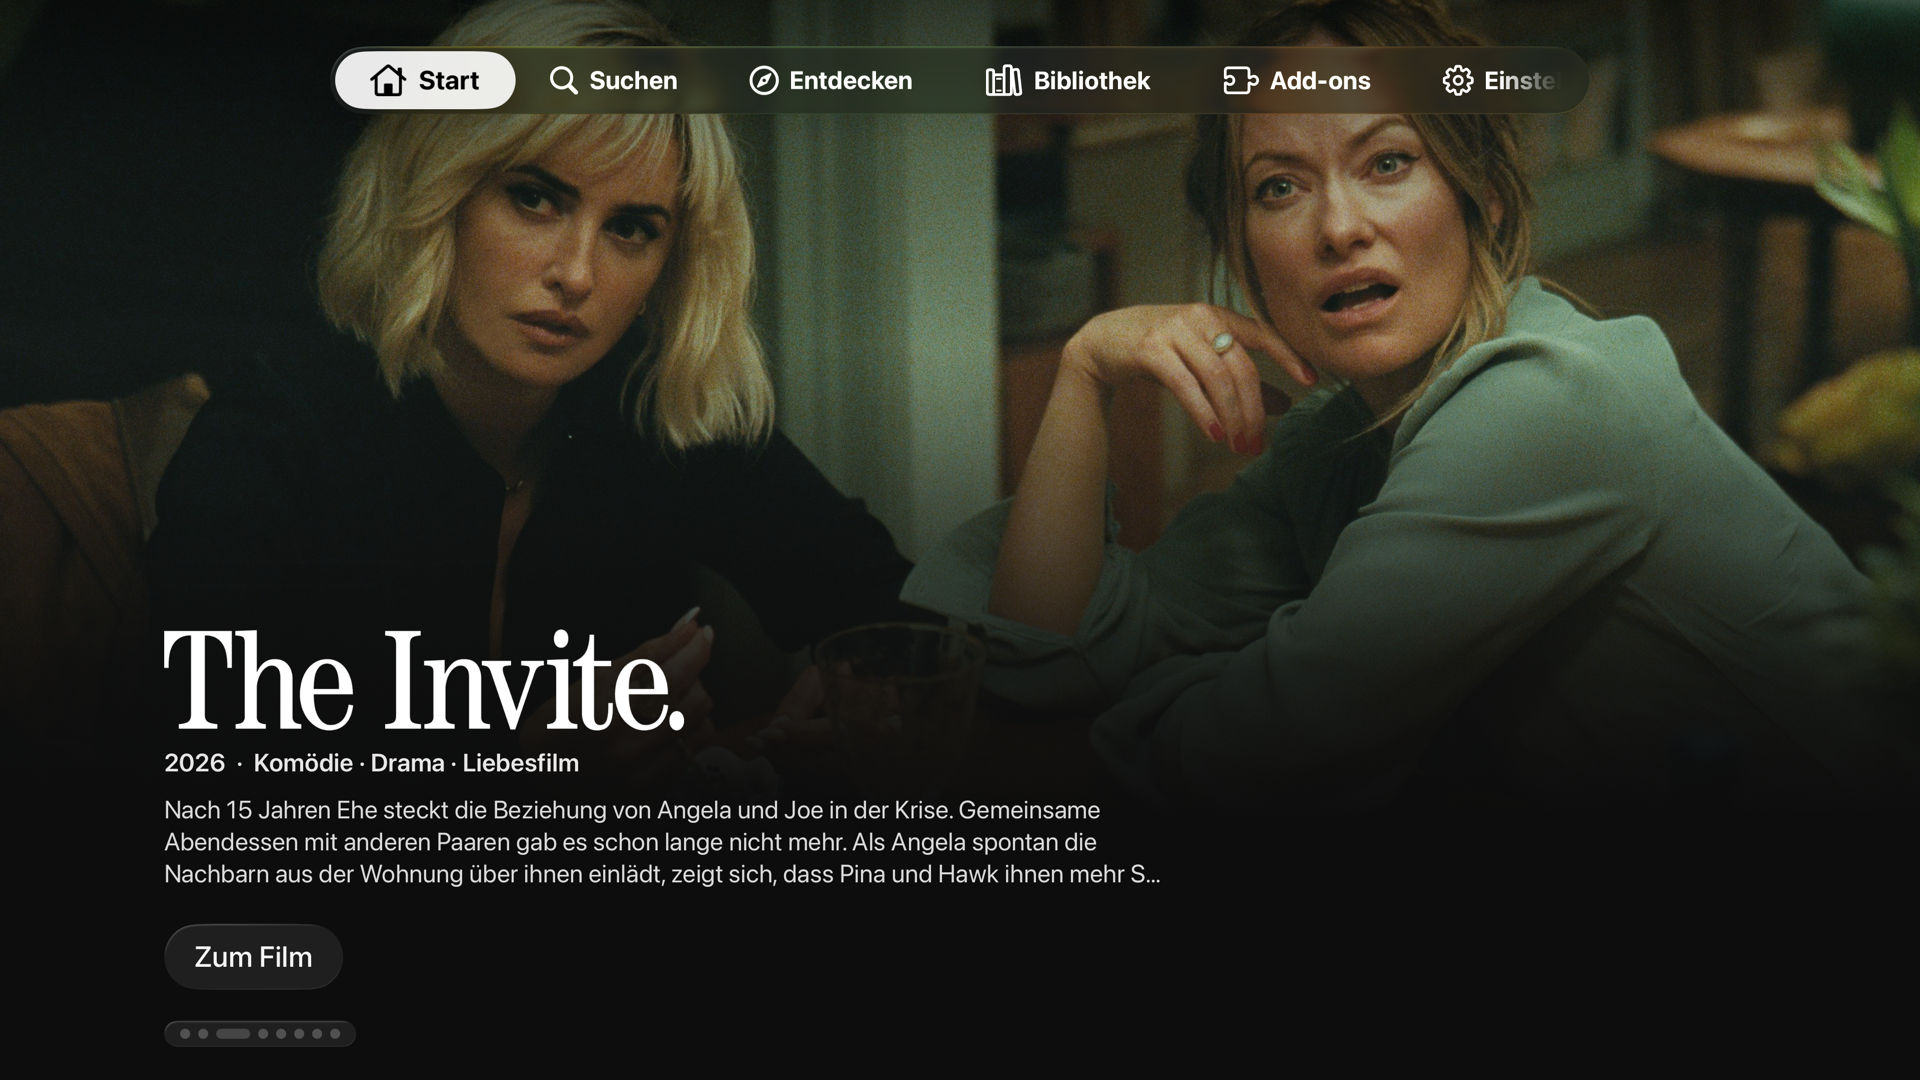 Start
Suchen
Entdecken
Bibliothek
Add-ons
Einste
The Invite.
2026 · Komödie · Drama · Liebesfilm
Nach 15 Jahren Ehe steckt die Beziehung von Angela und Joe in der Krise. Gemeinsame
Abendessen mit anderen Paaren gab es schon lange nicht mehr. Als Angela spontan die
Nachbarn aus der Wohnung über ihnen einlädt, zeigt sich, dass Pina und Hawk ihnen mehr S...
Zum Film